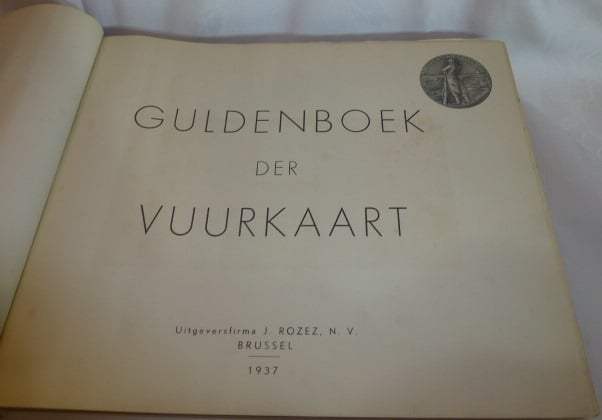 GULDENBOEK
DER
VUURKAART
Uitgeversfirma J. ROZEZ, N. V.
BRUSSEL
1937